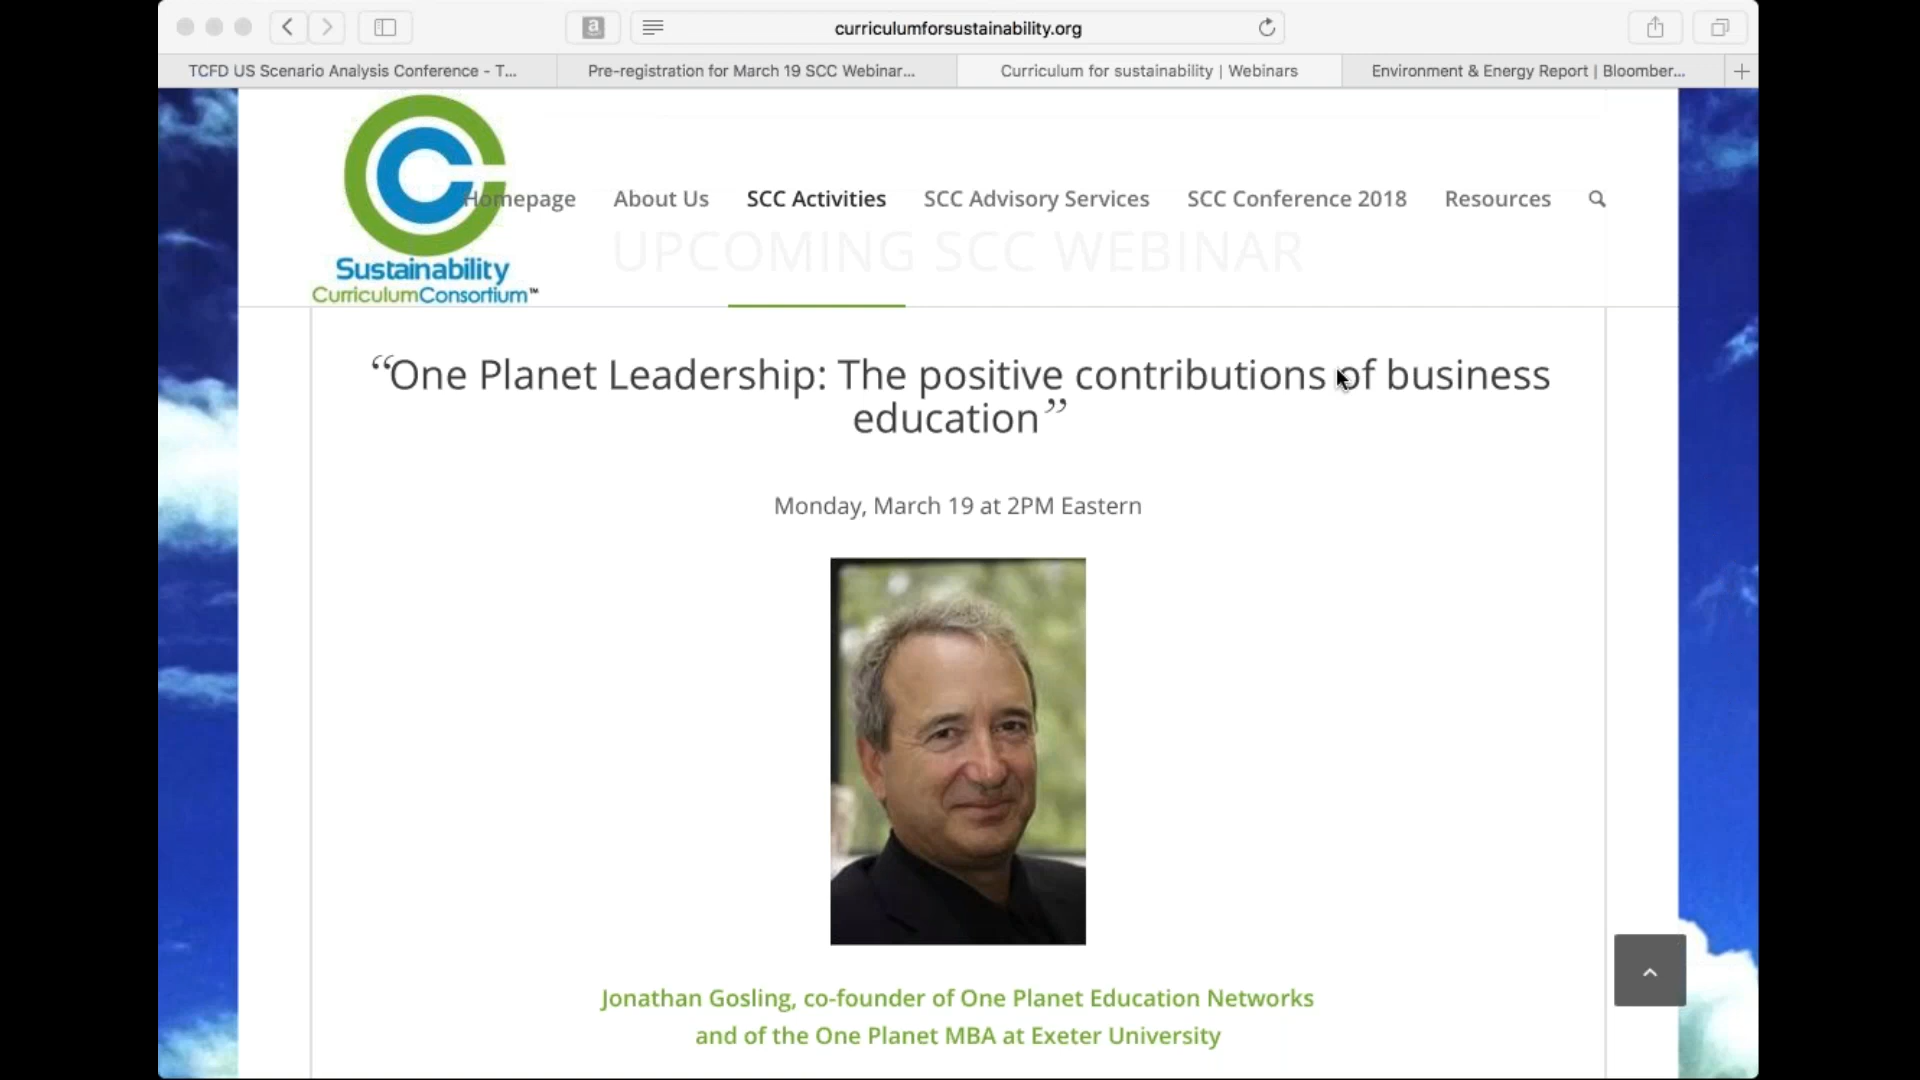 curriculumforsustainability.org
TCFD US Scenario Analysis Conference - T...
Pre-registration for March 19 SCC Webinar...
Curriculum for sustainability | Webinars
Environment & Energy Report | Bloomber...
Homepage
About Us
SCC Activities
SCC Advisory Services
SCC Conference 2018
Resources
UPCOMING SCC WEBINAR
Sustainability
CurriculumConsortium™
“One Planet Leadership: The positive contributions of business
education”
Monday, March 19 at 2PM Eastern
Jonathan Gosling, co-founder of One Planet Education Networks
and of the One Planet MBA at Exeter University